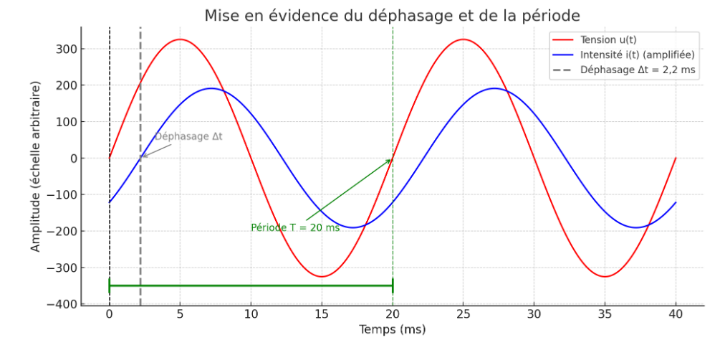 Mise en évidence du déphasage et de la période
Tension u(t)
Intensité i(t) (amplifiée)
Déphasage Δt = 2,2 ms
Amplitude (échelle arbitraire)
300
200
100
0
−100
−200
−300
−400
Déphasage Δt
Période T = 20 ms
0 5 10 15 20 25 30 35 40
Temps (ms)